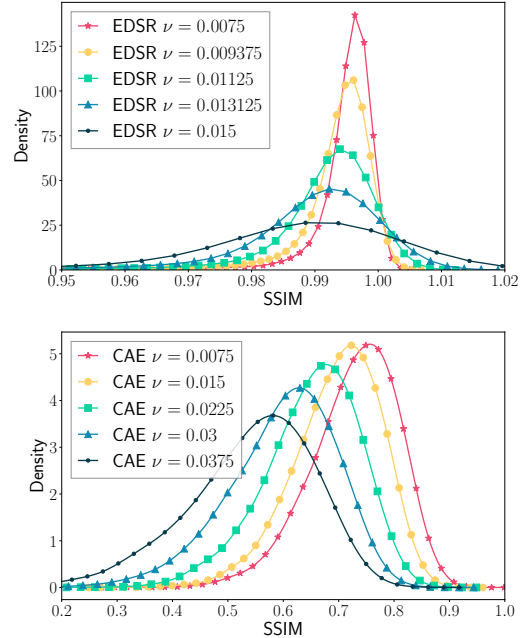 125
100
75
50
25
0
Density
EDSR ν = 0.0075
EDSR ν = 0.009375
EDSR ν = 0.01125
EDSR ν = 0.013125
EDSR ν = 0.015
0.95 0.96 0.97 0.98 0.99 1.00 1.01 1.02
SSIM
5
4
3
2
1
0
Density
CAE ν = 0.0075
CAE ν = 0.015
CAE ν = 0.0225
CAE ν = 0.03
CAE ν = 0.0375
0.2 0.3 0.4 0.5 0.6 0.7 0.8 0.9 1.0
SSIM